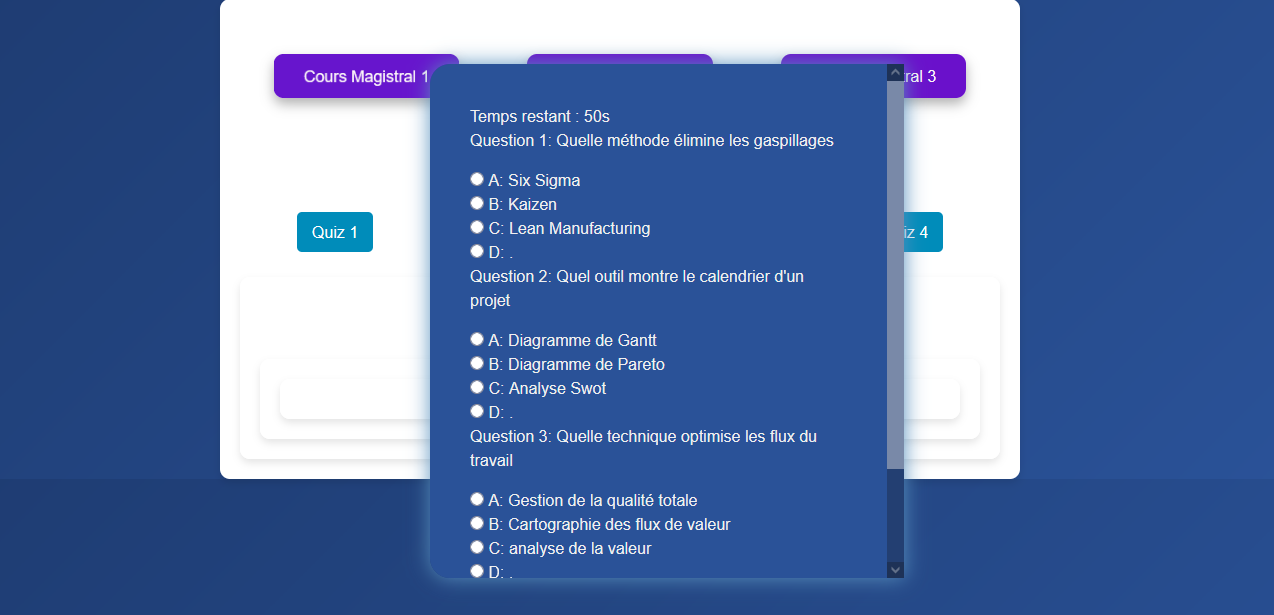 Cours Magistral 1
ral 3
Temps restant : 50s
Question 1: Quelle méthode élimine les gaspillages
A: Six Sigma
B: Kaizen
C: Lean Manufacturing
D: .
Question 2: Quel outil montre le calendrier d'un
projet
A: Diagramme de Gantt
B: Diagramme de Pareto
C: Analyse Swot
D: .
Question 3: Quelle technique optimise les flux du
travail
A: Gestion de la qualité totale
B: Cartographie des flux de valeur
C: analyse de la valeur
D: .
Quiz 1
iz 4